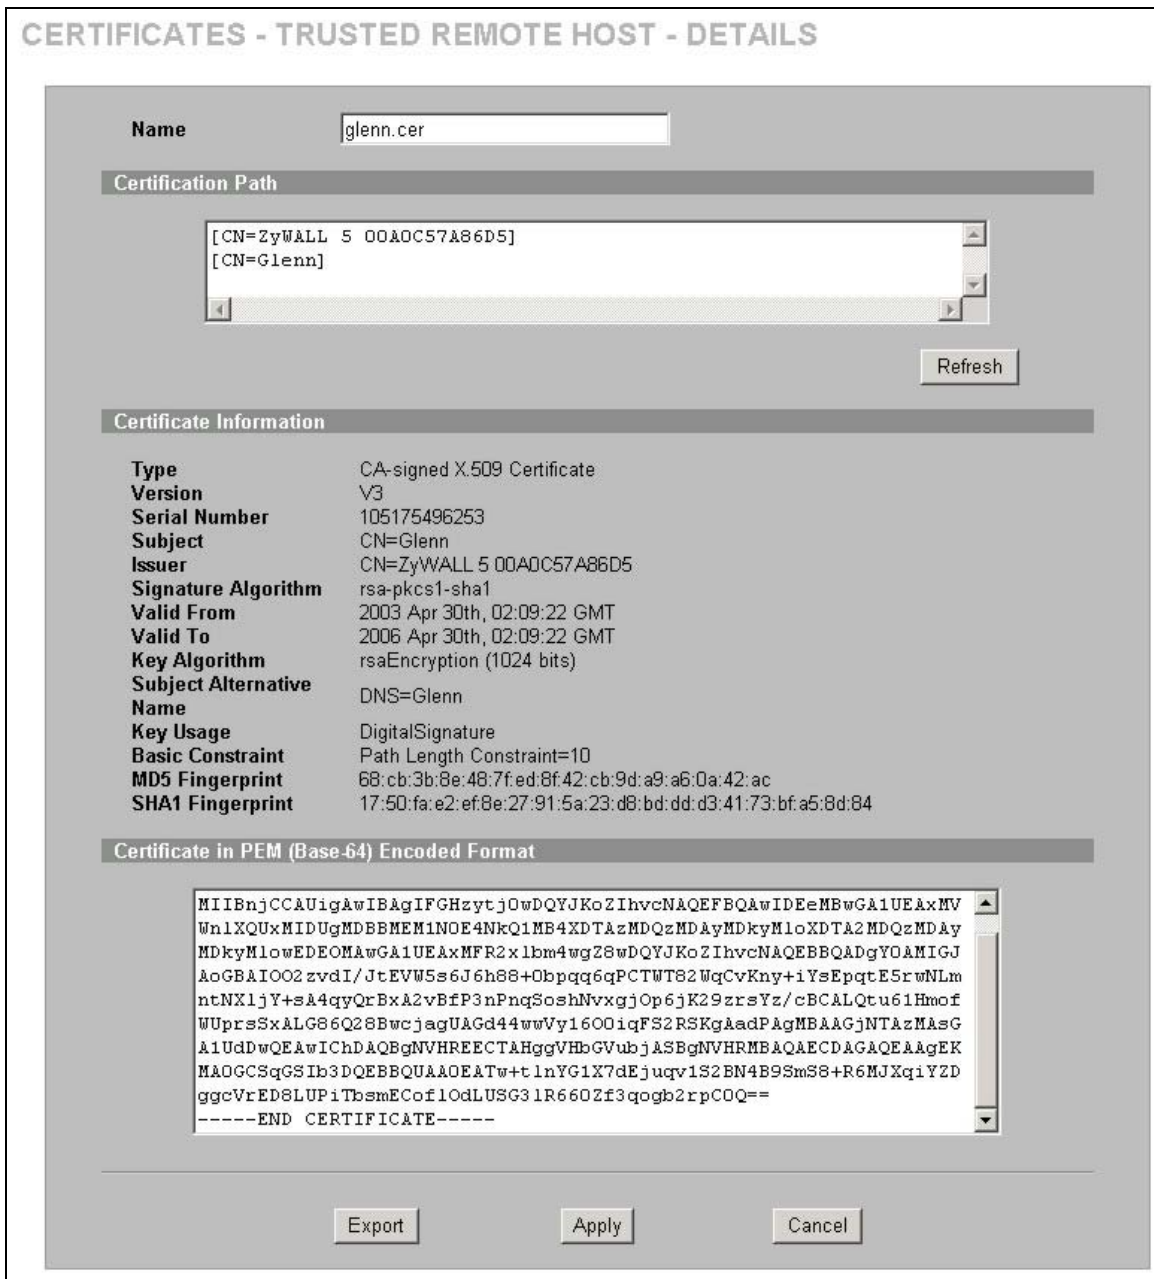 CERTIFICATES - TRUSTED REMOTE HOST - DETAILS
Name glenn.cer
Certification Path
[CN=ZyWALL 5 00A0C57A86D5]
[CN=Glenn]
Refresh
Certificate Information
Type CA-signed X.509 Certificate
Version V3
Serial Number 105175496253
Subject CN=Glenn
Issuer CN=ZyWALL 5 00A0C57A86D5
Signature Algorithm rsa-pkcs1-sha1
Valid From 2003 Apr 30th, 02:09:22 GMT
Valid To 2006 Apr 30th, 02:09:22 GMT
Key Algorithm rsaEncryption (1024 bits)
Subject Alternative
Name DNS=Glenn
Key Usage DigitalSignature
Basic Constraint Path Length Constraint=10
MD5 Fingerprint 68:cb:3b:8e:48:7f:ed:8f:42:cb:9d:a9:a6:0a:42:ac
SHA1 Fingerprint 17:50:fa:e2:ef:8e:27:91:5a:23:d8:bd:dd:d3:41:73:bf:a5:8d:84
Certificate in PEM (Base-64) Encoded Format
MIIBnjCCAUigAwIBAgIFGHzytj0wDQYJKoZIhvcNAQEFBQAwIDEeMBwGA1UEAxMV
WnlXQUxMIDUgMDBBMEM1N0E4NkQ1MB4XDTAzMDQzMDAyMDkyMloXDTA2MDQzMDAy
MDkyMlowEDEOMAwGA1UEAxMFR2xlbm4wgZ8wDQYJKoZIhvcNAQEBBQADgY0AMIGJ
AoGBAIOO2zvdI/JtEVW5s6J6h88+0bpqq6qPCTWT82WqCvKny+iYsEpqtE5rwNLm
ntNXljY+sA4qyQrBxA2vBfP3nPnqSoshNvxgjOp6jK29zrsYz/cBCALQtu61Hmof
WUprsSxALG86Q28BwcjagUAGd44wwVy16O0iqFS2RSKgAadPAgMBAAGjNTAzMAsG
A1UdDwQEAwIChDAQBgNVHREECTAHggVHbGVubjASBgNVHRMBAQAECDAGAQEAAgEK
MA0GCSqGSIb3DQEBBQUAA0EATw+tlnYG1X7dEjuqv1S2BN4B9SmS8+R6MJXqiYZD
ggcVrED8LUPiTbsmECoflOdLUSG3lR66OZf3qogb2rpC0Q==
-----END CERTIFICATE-----
Export Apply Cancel